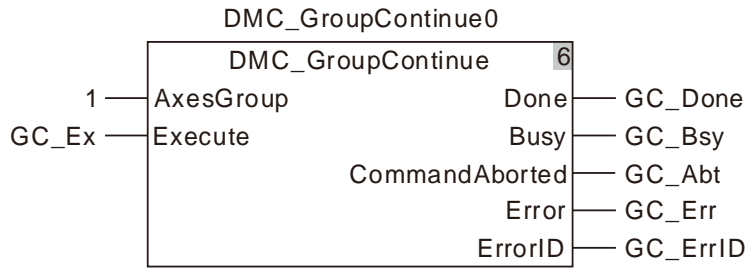 DMC_GroupContinue0
DMC_GroupContinue 6
1 AxesGroup Done GC_Done
GC_Ex Execute Busy GC_Bsy
CommandAborted GC_Abt
Error GC_Err
ErrorID GC_ErrID